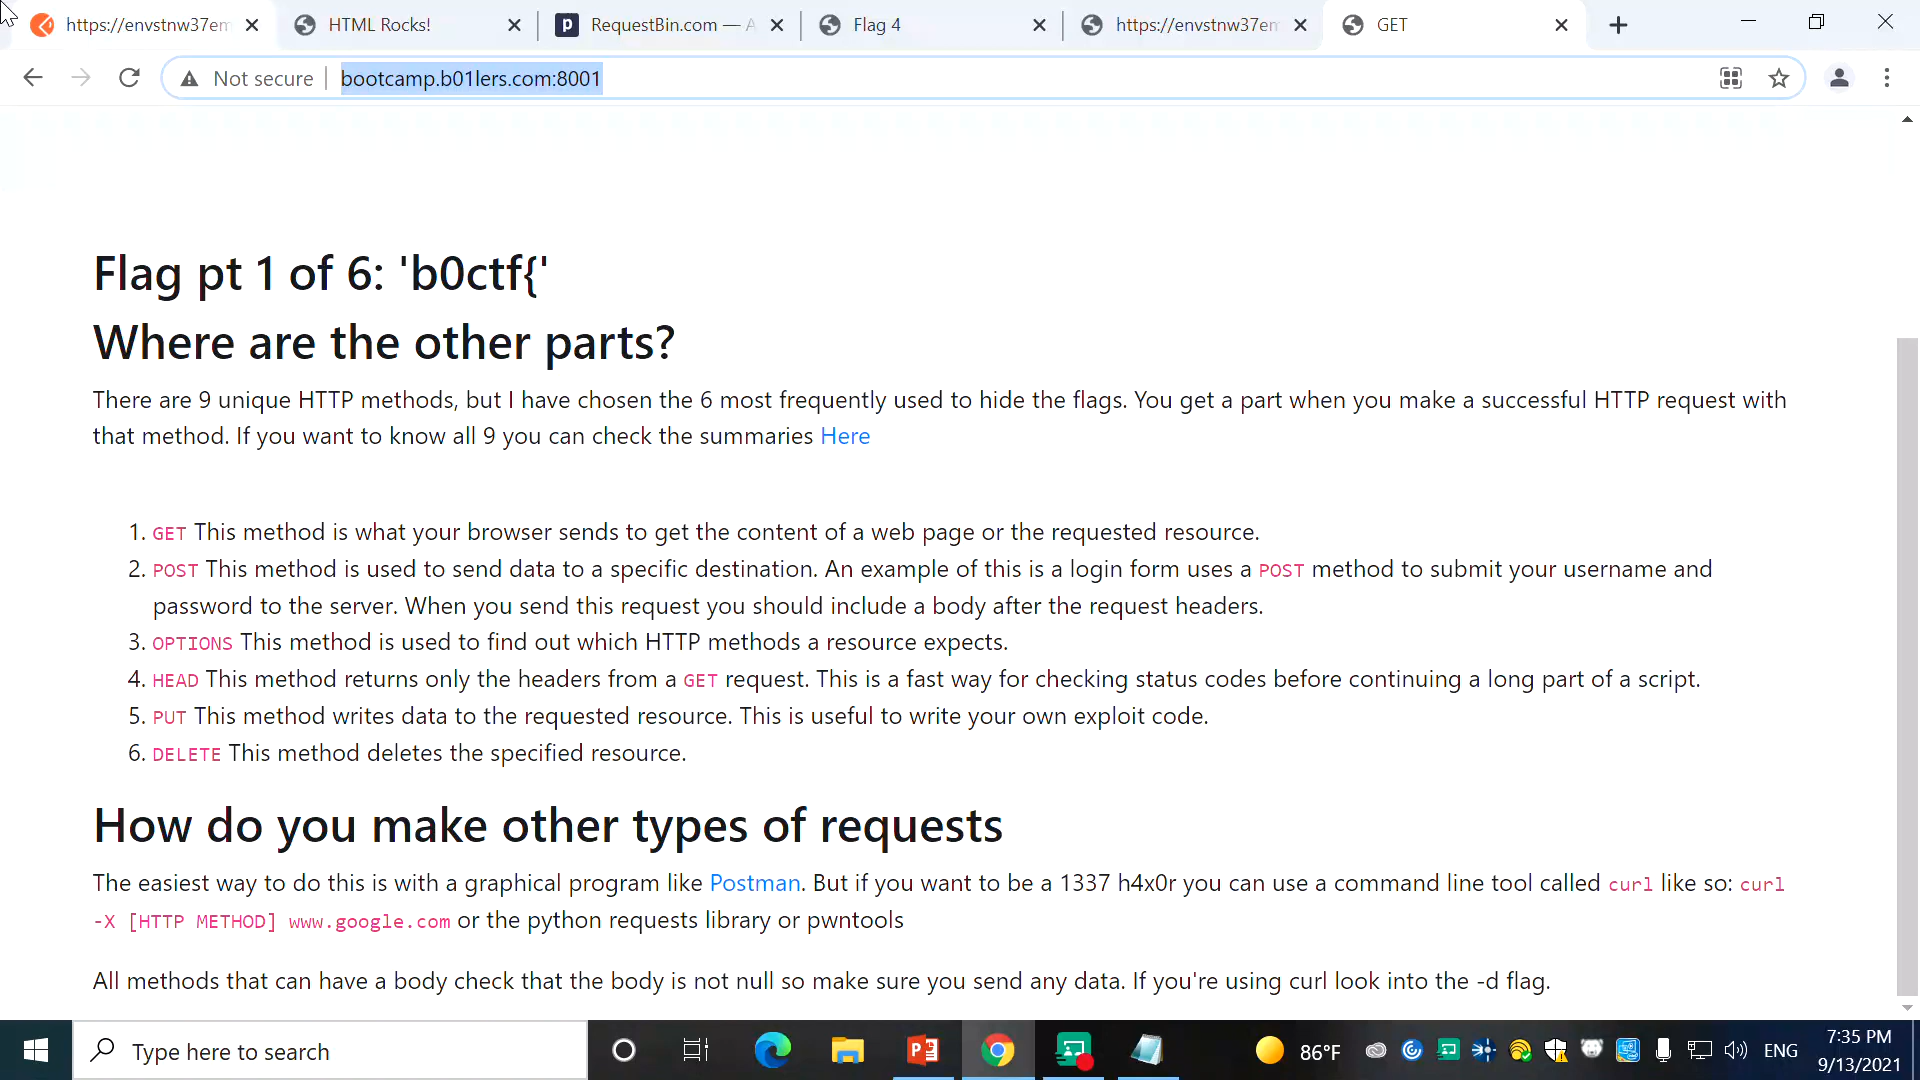 https://envstnw37em
HTML Rocks!
RequestBin.com — A
Flag 4
https://envstnw37em
GET
Not secure
bootcamp.b01lers.com:8001
Flag pt 1 of 6: 'b0ctf{'
Where are the other parts?
There are 9 unique HTTP methods, but I have chosen the 6 most frequently used to hide the flags. You get a part when you make a successful HTTP request with
that method. If you want to know all 9 you can check the summaries Here
1. GET This method is what your browser sends to get the content of a web page or the requested resource.
2. POST This method is used to send data to a specific destination. An example of this is a login form uses a POST method to submit your username and
password to the server. When you send this request you should include a body after the request headers.
3. OPTIONS This method is used to find out which HTTP methods a resource expects.
4. HEAD This method returns only the headers from a GET request. This is a fast way for checking status codes before continuing a long part of a script.
5. PUT This method writes data to the requested resource. This is useful to write your own exploit code.
6. DELETE This method deletes the specified resource.
How do you make other types of requests
The easiest way to do this is with a graphical program like Postman. But if you want to be a 1337 h4x0r you can use a command line tool called curl like so: curl
-X [HTTP METHOD] www.google.com or the python requests library or pwntools
All methods that can have a body check that the body is not null so make sure you send any data. If you're using curl look into the -d flag.
Type here to search
86°F
ENG
7:35 PM
9/13/2021